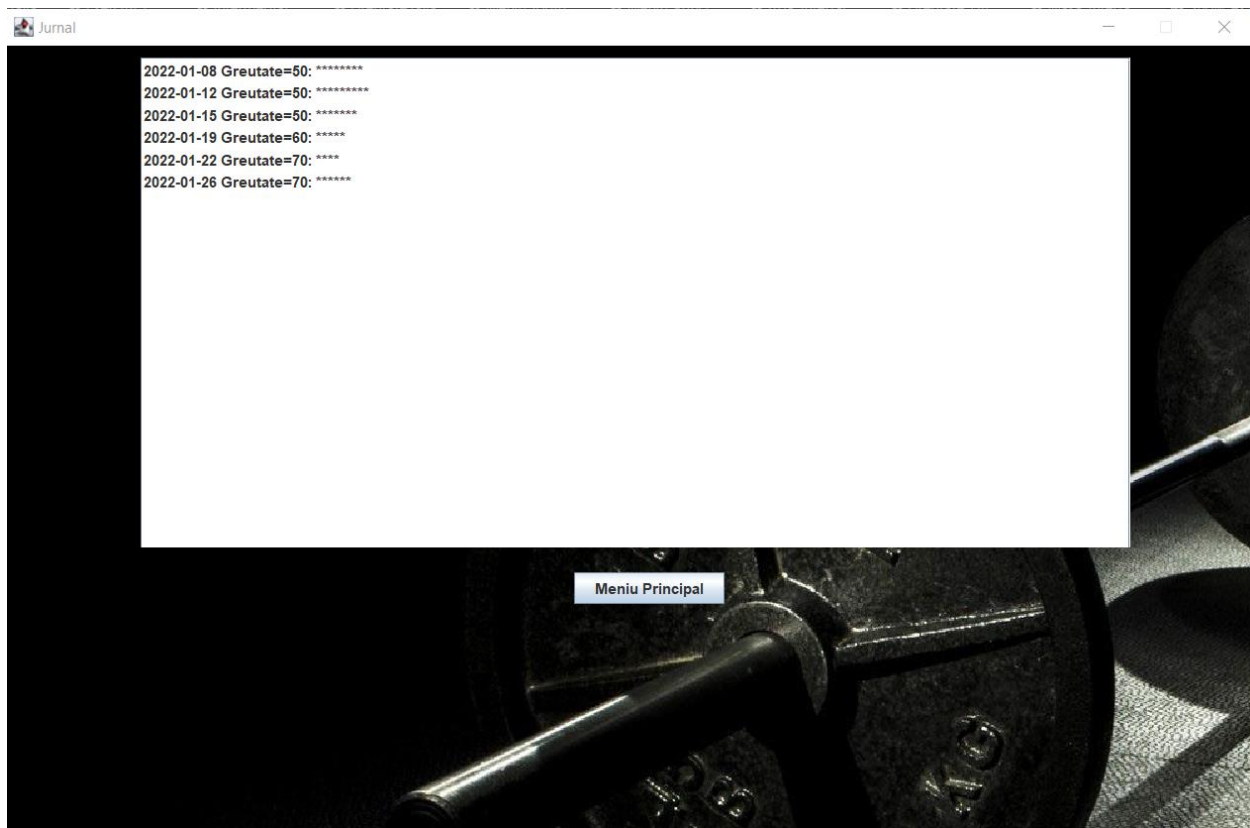 Jurnal
2022-01-08 Greutate=50: ********
2022-01-12 Greutate=50: *********
2022-01-15 Greutate=50: *******
2022-01-19 Greutate=60: *****
2022-01-22 Greutate=70: ****
2022-01-26 Greutate=70: ******
Meniu Principal
KG